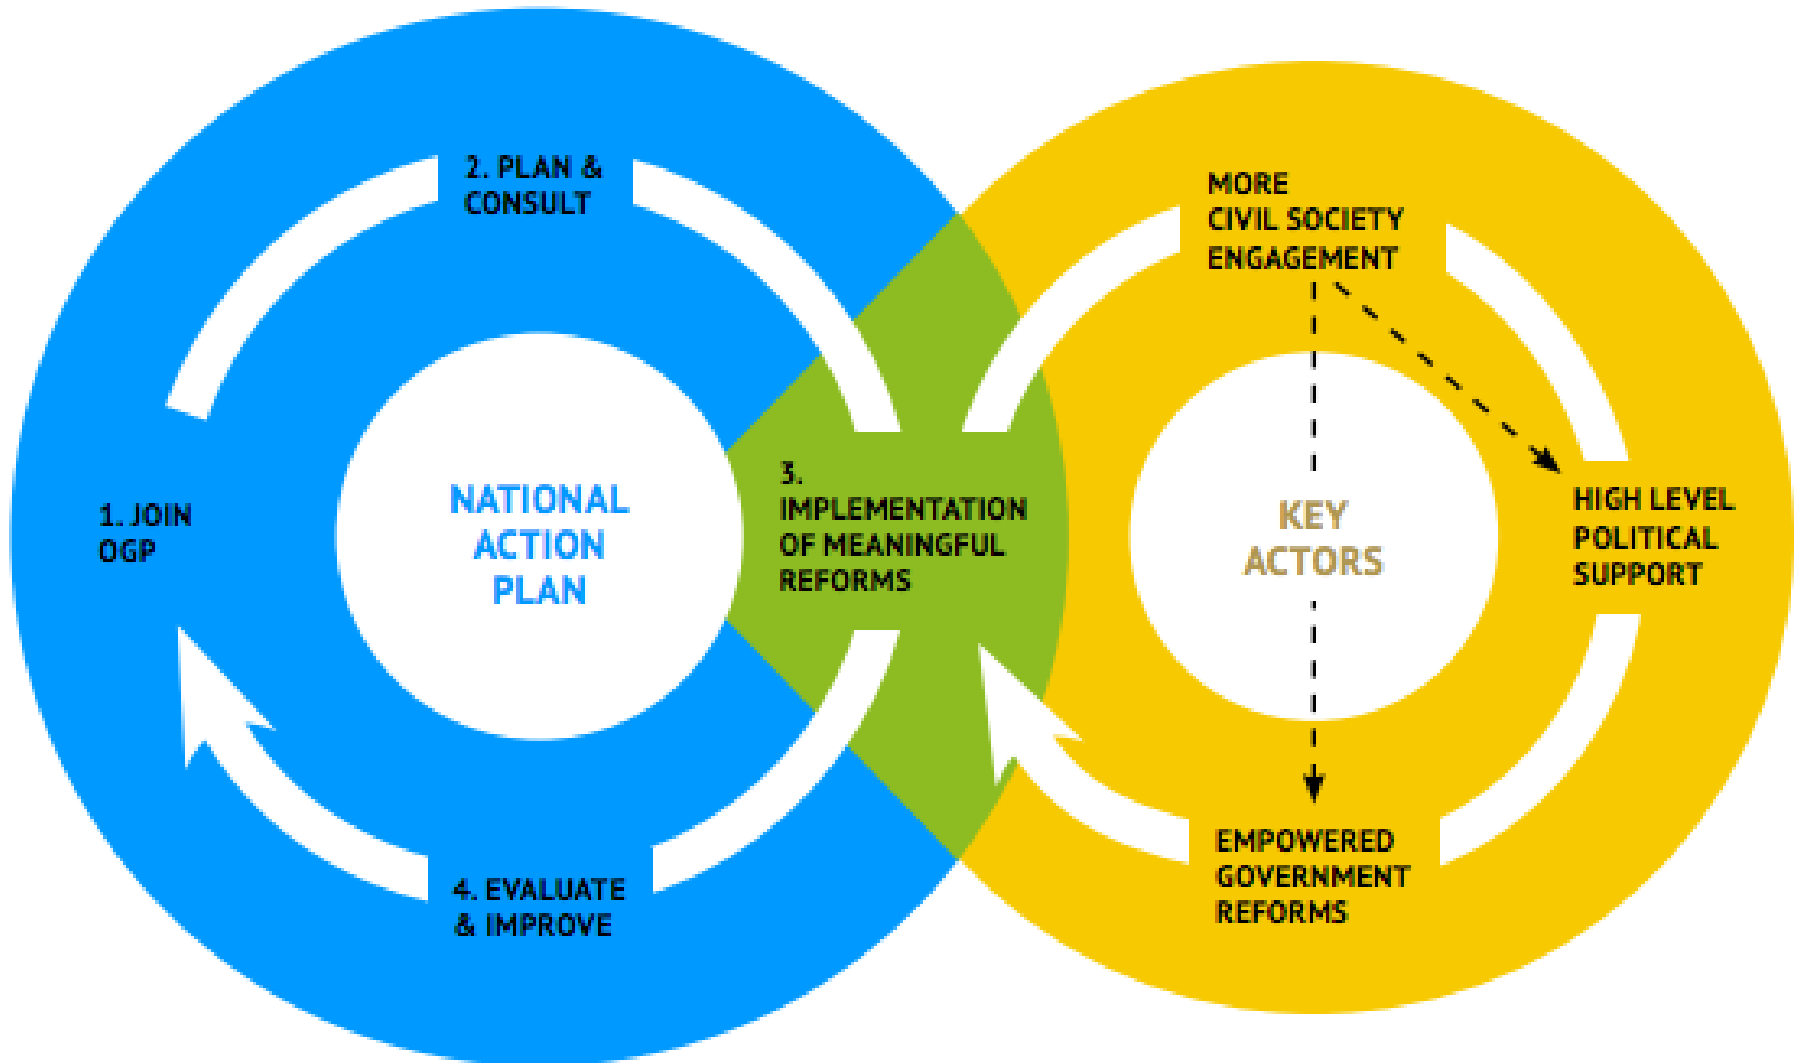 2. PLAN &
CONSULT
1. JOIN
OGP
NATIONAL
ACTION
PLAN
3.
IMPLEMENTATION
OF MEANINGFUL
REFORMS
4. EVALUATE
& IMPROVE
MORE
CIVIL SOCIETY
ENGAGEMENT
KEY
ACTORS
HIGH LEVEL
POLITICAL
SUPPORT
EMPOWERED
GOVERNMENT
REFORMS